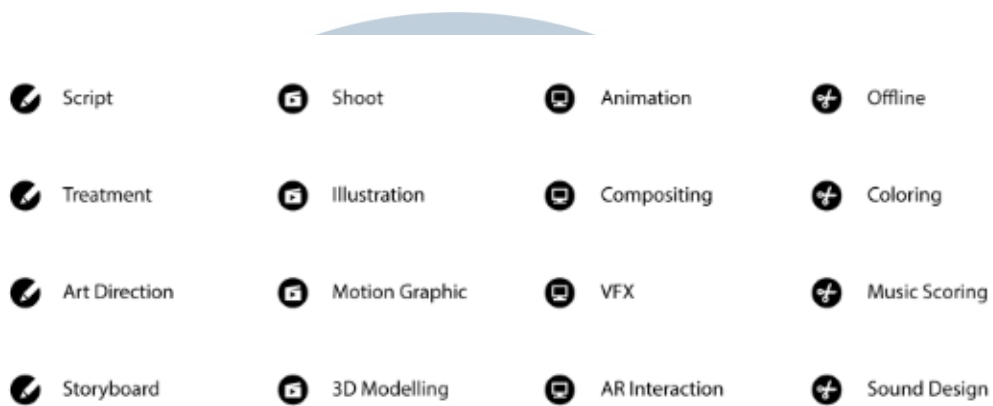 Script Shoot Animation Offline
Treatment Illustration Compositing Coloring
Art Direction Motion Graphic VFX Music Scoring
Storyboard 3D Modelling AR Interaction Sound Design